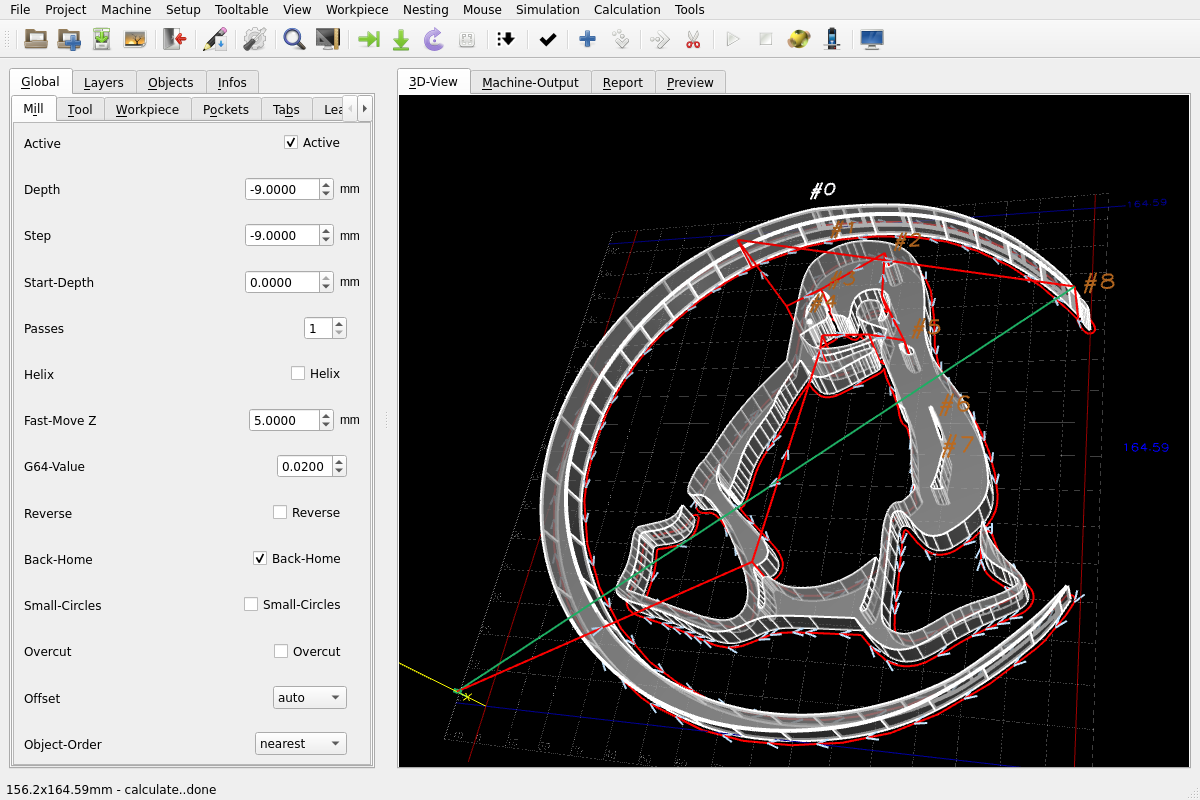 File Project Machine Setup Tooltable View Workpiece Nesting Mouse Simulation Calculation Tools
Global Layers Objects Infos
Mill Tool Workpiece Pockets Tabs Lea
Active Active
Depth -9.0000 mm
Step -9.0000 mm
Start-Depth 0.0000 mm
Passes 1
Helix Helix
Fast-Move Z 5.0000 mm
G64-Value 0.0200
Reverse Reverse
Back-Home Back-Home
Small-Circles Small-Circles
Overcut Overcut
Offset auto
Object-Order nearest
3D-View Machine-Output Report Preview
#0
164.59
#1
#2
#3
#8
#4
#5
#6
#7
164.59
156.2x164.59mm - calculate..done